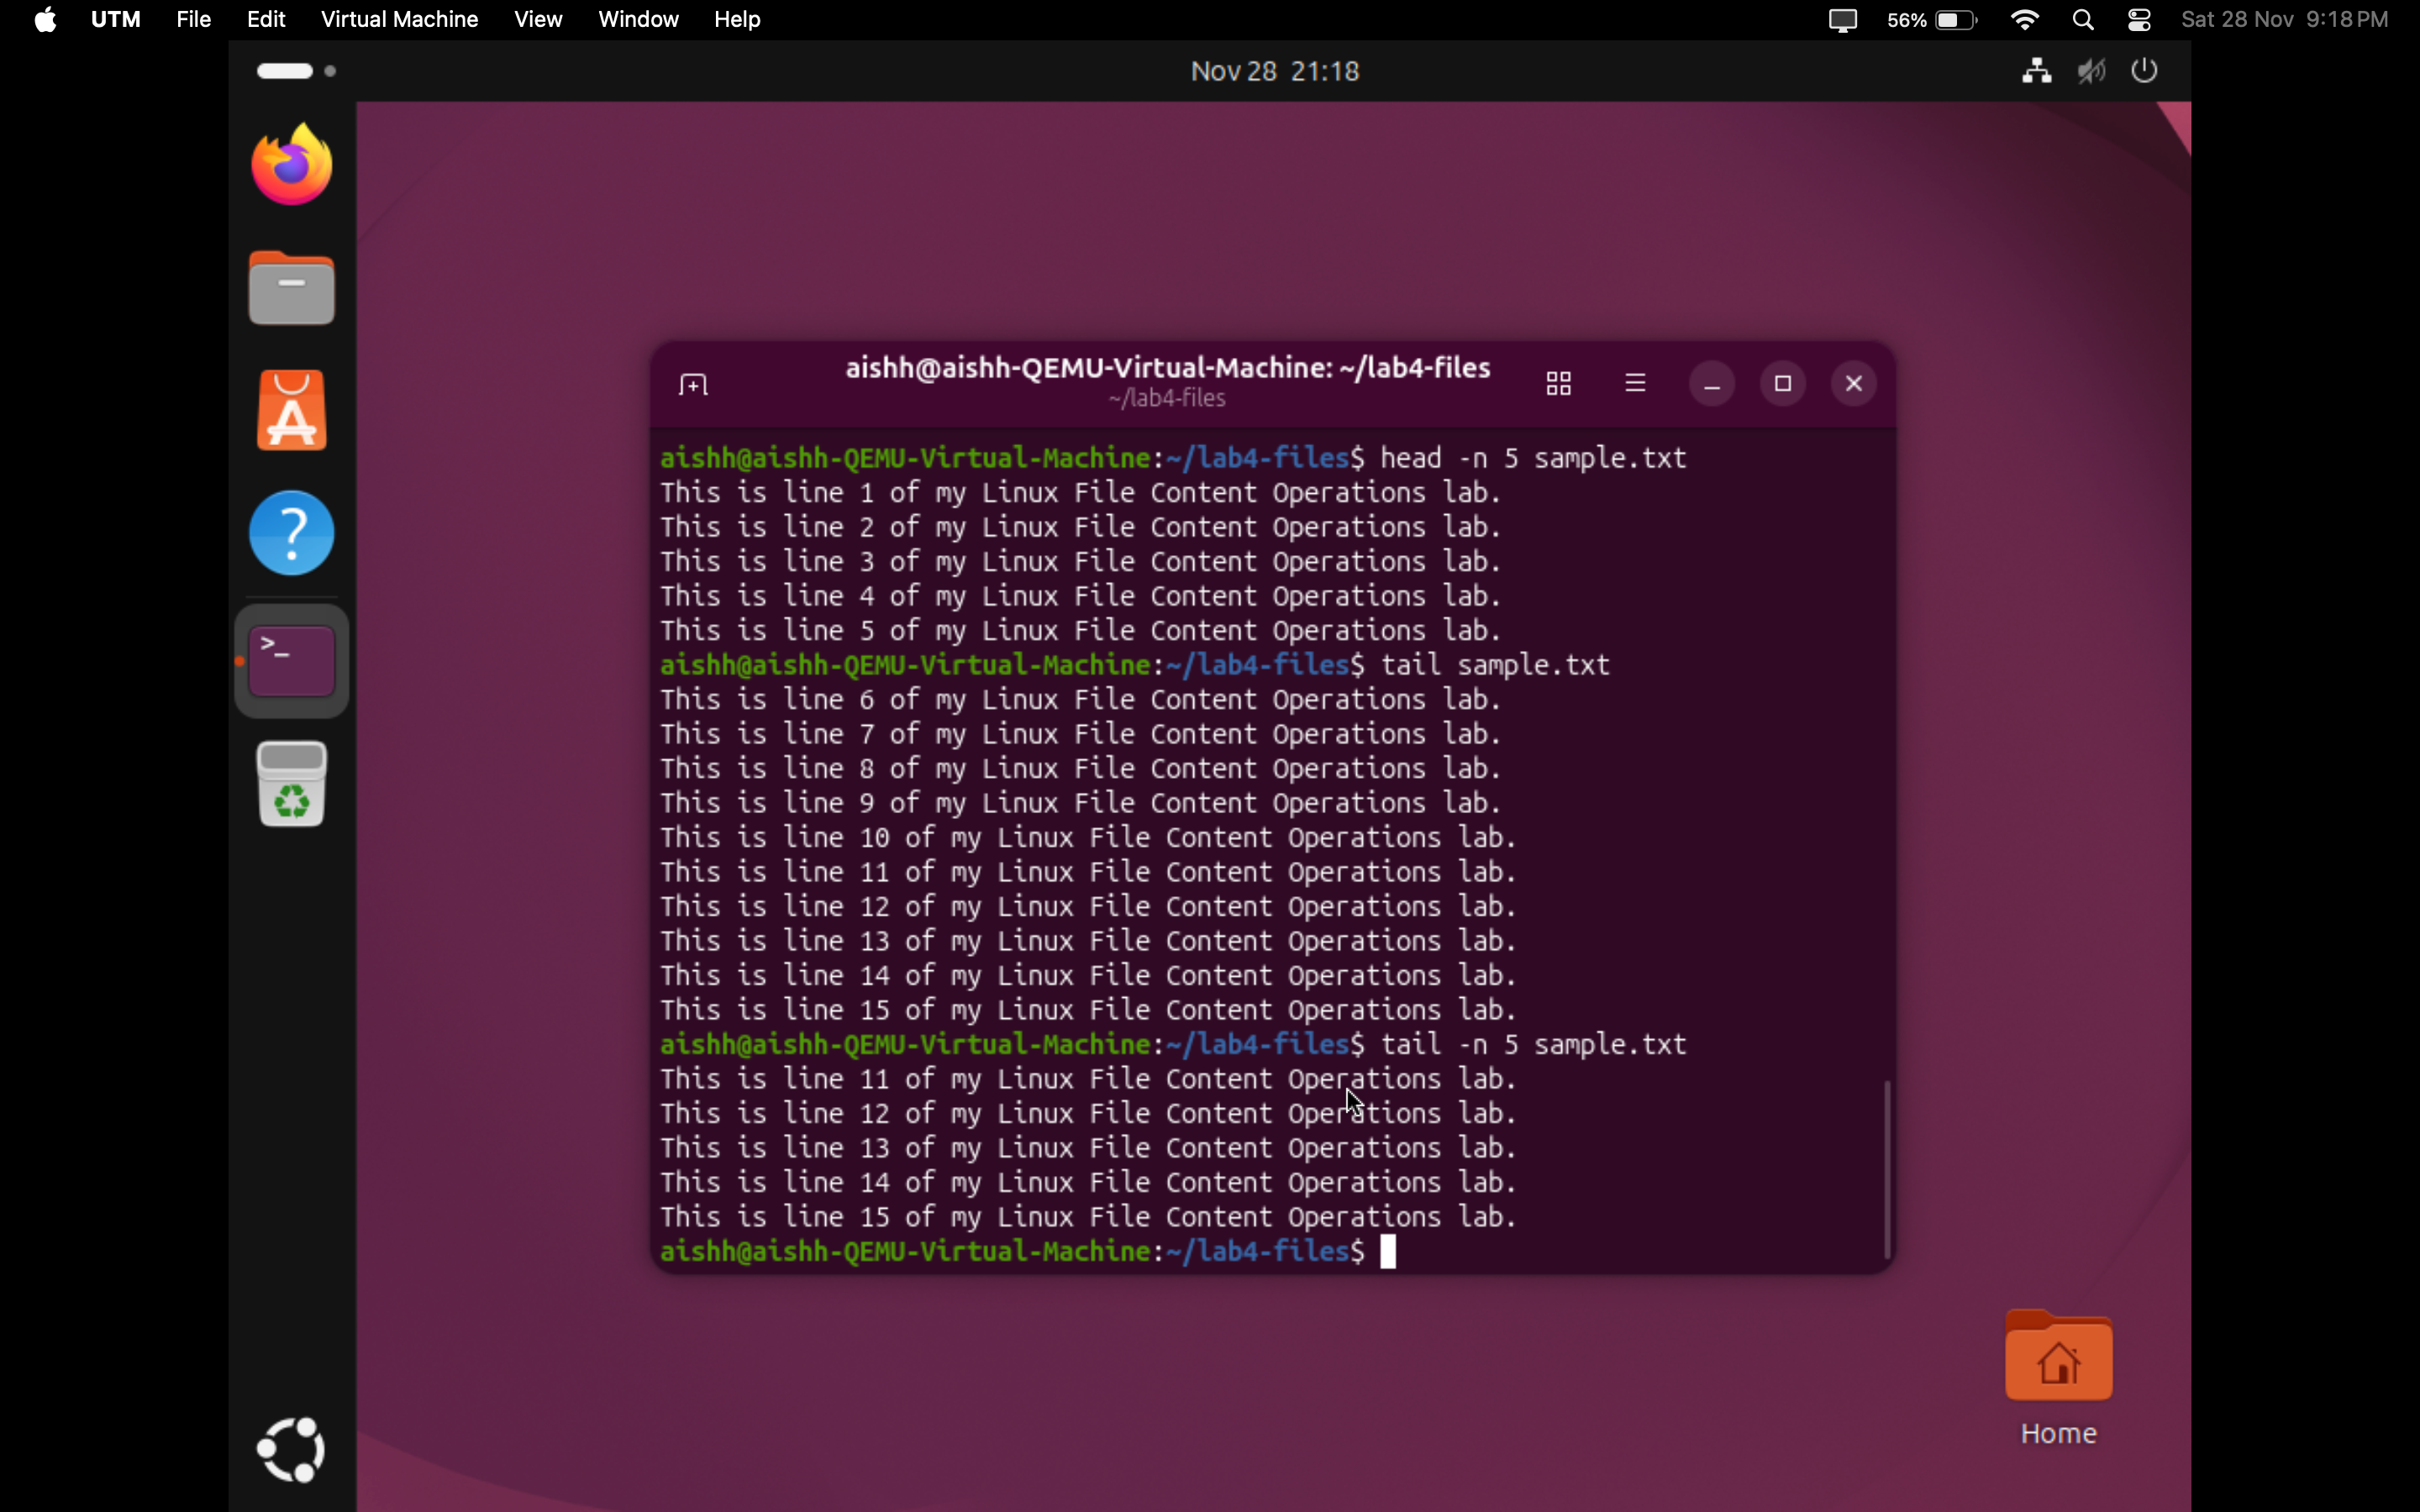 UTM File Edit Virtual Machine View Window Help 56% Sat 28 Nov 9:18 PM
Nov 28 21:18
aishh@aishh-QEMU-Virtual-Machine: ~/lab4-files
~/lab4-files
aishh@aishh-QEMU-Virtual-Machine:~/lab4-files$ head -n 5 sample.txt
This is line 1 of my Linux File Content Operations lab.
This is line 2 of my Linux File Content Operations lab.
This is line 3 of my Linux File Content Operations lab.
This is line 4 of my Linux File Content Operations lab.
This is line 5 of my Linux File Content Operations lab.
aishh@aishh-QEMU-Virtual-Machine:~/lab4-files$ tail sample.txt
This is line 6 of my Linux File Content Operations lab.
This is line 7 of my Linux File Content Operations lab.
This is line 8 of my Linux File Content Operations lab.
This is line 9 of my Linux File Content Operations lab.
This is line 10 of my Linux File Content Operations lab.
This is line 11 of my Linux File Content Operations lab.
This is line 12 of my Linux File Content Operations lab.
This is line 13 of my Linux File Content Operations lab.
This is line 14 of my Linux File Content Operations lab.
This is line 15 of my Linux File Content Operations lab.
aishh@aishh-QEMU-Virtual-Machine:~/lab4-files$ tail -n 5 sample.txt
This is line 11 of my Linux File Content Operations lab.
This is line 12 of my Linux File Content Operations lab.
This is line 13 of my Linux File Content Operations lab.
This is line 14 of my Linux File Content Operations lab.
This is line 15 of my Linux File Content Operations lab.
aishh@aishh-QEMU-Virtual-Machine:~/lab4-files$
Home